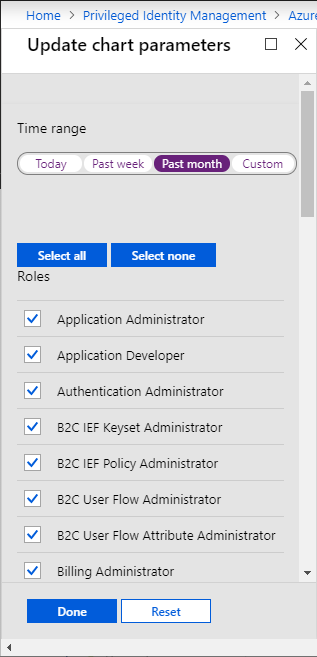 Home > Privileged Identity Management > Azure
Update chart parameters
Time range
Today Past week Past month Custom
Select all Select none
Roles
Application Administrator
Application Developer
Authentication Administrator
B2C IEF Keyset Administrator
B2C IEF Policy Administrator
B2C User Flow Administrator
B2C User Flow Attribute Administrator
Billing Administrator
Done Reset